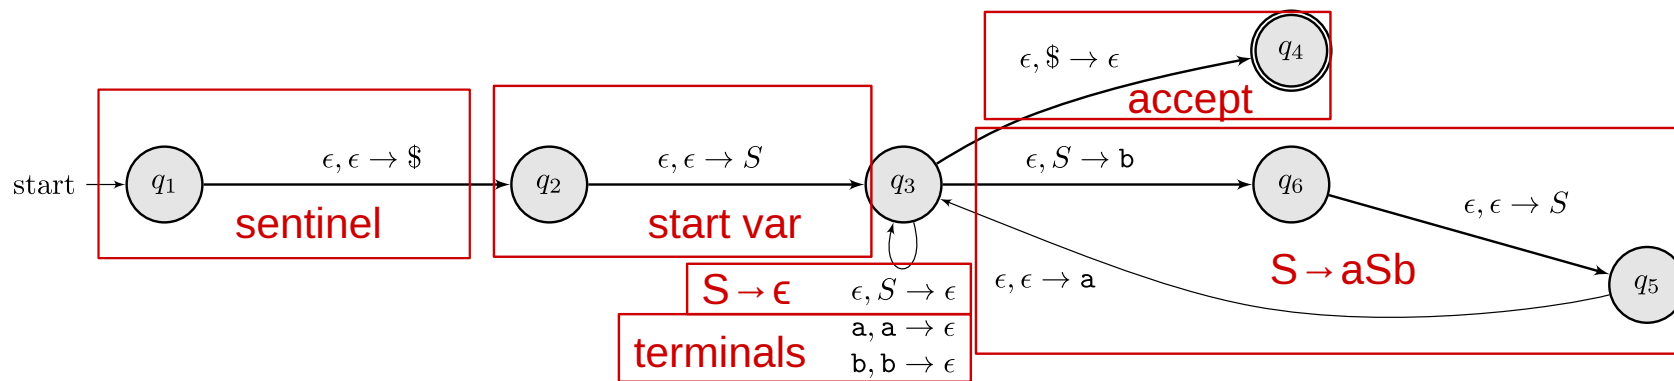 q4
ϵ, $ → ϵ
accept
start
q1
ϵ, ϵ → $
q2
ϵ, ϵ → S
q3
ϵ, S → b
q6
ϵ, ϵ → S
sentinel
start var
S→aSb
q5
ϵ, ϵ → a
S→ϵ
ϵ, S → ϵ
terminals
a, a → ϵ
b, b → ϵ